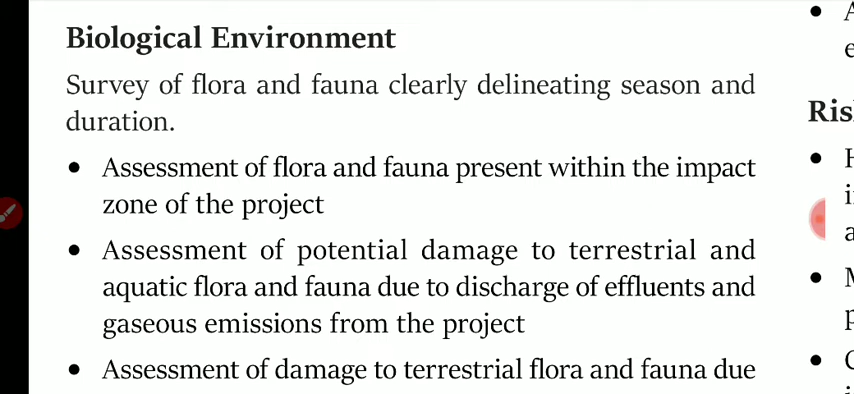 Biological Environment
Survey of flora and fauna clearly delineating season and
duration.
• Assessment of flora and fauna present within the impact
zone of the project
• Assessment of potential damage to terrestrial and
aquatic flora and fauna due to discharge of effluents and
gaseous emissions from the project
• Assessment of damage to terrestrial flora and fauna due